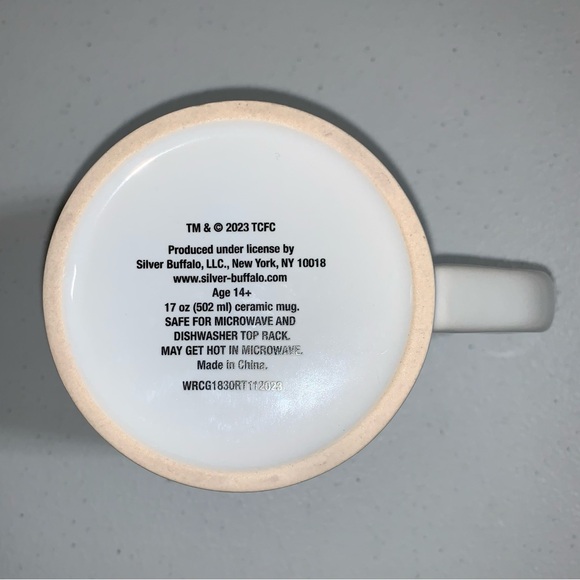 TM & © 2023 TCFC
Produced under license by
Silver Buffalo, LLC., New York, NY 10018
www.silver-buffalo.com
Age 14+
17 oz (502 ml) ceramic mug.
SAFE FOR MICROWAVE AND
DISHWASHER TOP RACK.
MAY GET HOT IN MICROWAVE.
Made in China.
WRCG1830RT112023